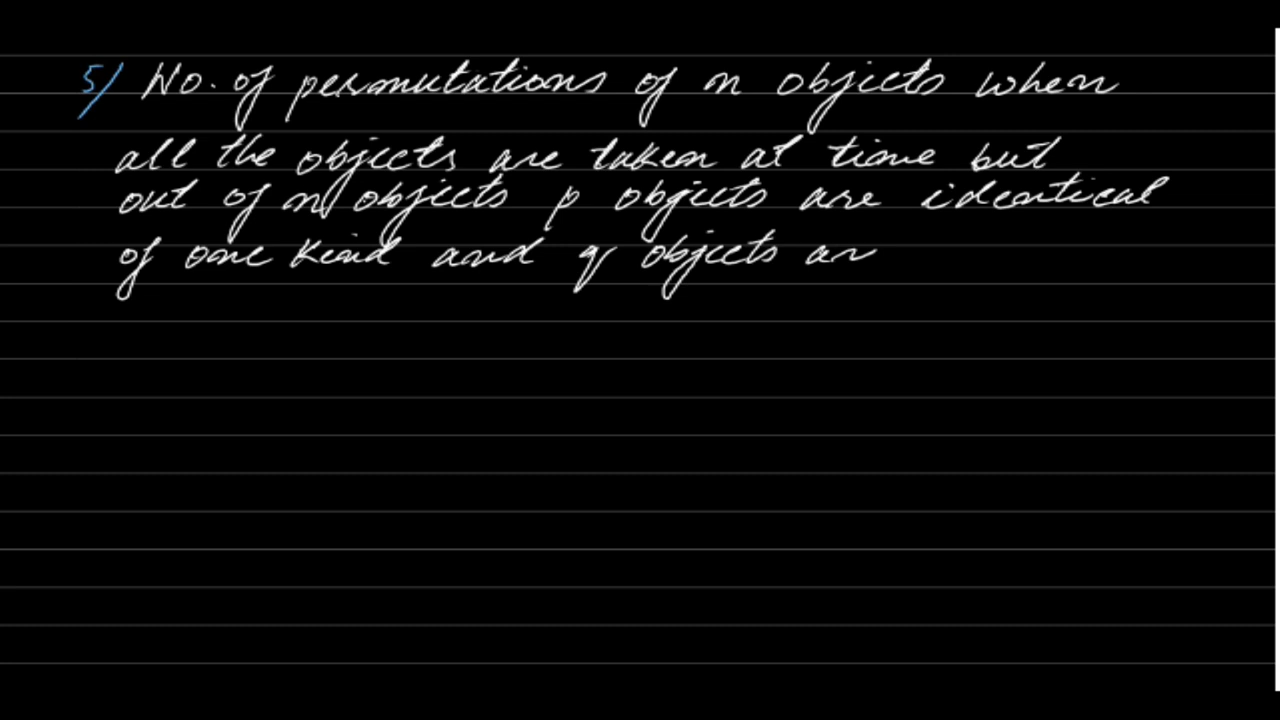 5) No. of permutations of n objects when
all the objects are taken at time but
out of n objects p objects are identical
of one kind and q objects ar